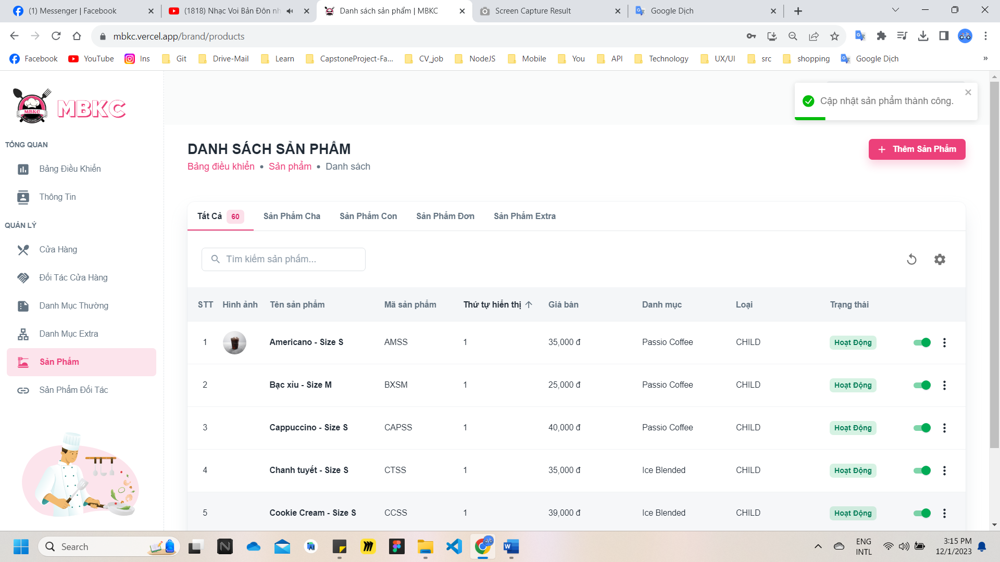 (1) Messenger | Facebook
(1818) Nhạc Voi Bản Đôn nh
Danh sách sản phẩm | MBKC
Screen Capture Result
Google Dịch
mbkc.vercel.app/brand/products
Facebook
YouTube
Ins
Git
Drive-Mail
Learn
CapstoneProject-Fa...
CV_job
NodeJS
Mobile
You
API
Technology
UX/UI
src
shopping
Google Dịch
»
MBKC
MBKC
Cập nhật sản phẩm thành công.
TỔNG QUAN
Bảng Điều Khiển
Thông Tin
QUẢN LÝ
Cửa Hàng
Đối Tác Cửa Hàng
Danh Mục Thường
Danh Mục Extra
Sản Phẩm
Sản Phẩm Đối Tác
DANH SÁCH SẢN PHẨM
Bảng điều khiển • Sản phẩm • Danh sách
+ Thêm Sản Phẩm
Tất Cả 60 Sản Phẩm Cha Sản Phẩm Con Sản Phẩm Đơn Sản Phẩm Extra
Tìm kiếm sản phẩm...
STT Hình ảnh Tên sản phẩm Mã sản phẩm Thứ tự hiển thị Giá bán Danh mục Loại Trạng thái
1 Americano - Size S AMSS 1 35,000 đ Passio Coffee CHILD Hoạt Động
2 Bạc xỉu - Size M BXSM 1 25,000 đ Passio Coffee CHILD Hoạt Động
3 Cappuccino - Size S CAPSS 1 40,000 đ Passio Coffee CHILD Hoạt Động
4 Chanh tuyết - Size S CTSS 1 35,000 đ Ice Blended CHILD Hoạt Động
5 Cookie Cream - Size S CCSS 1 39,000 đ Ice Blended CHILD Hoạt Động
Search
ENG
INTL
3:15 PM
12/1/2023